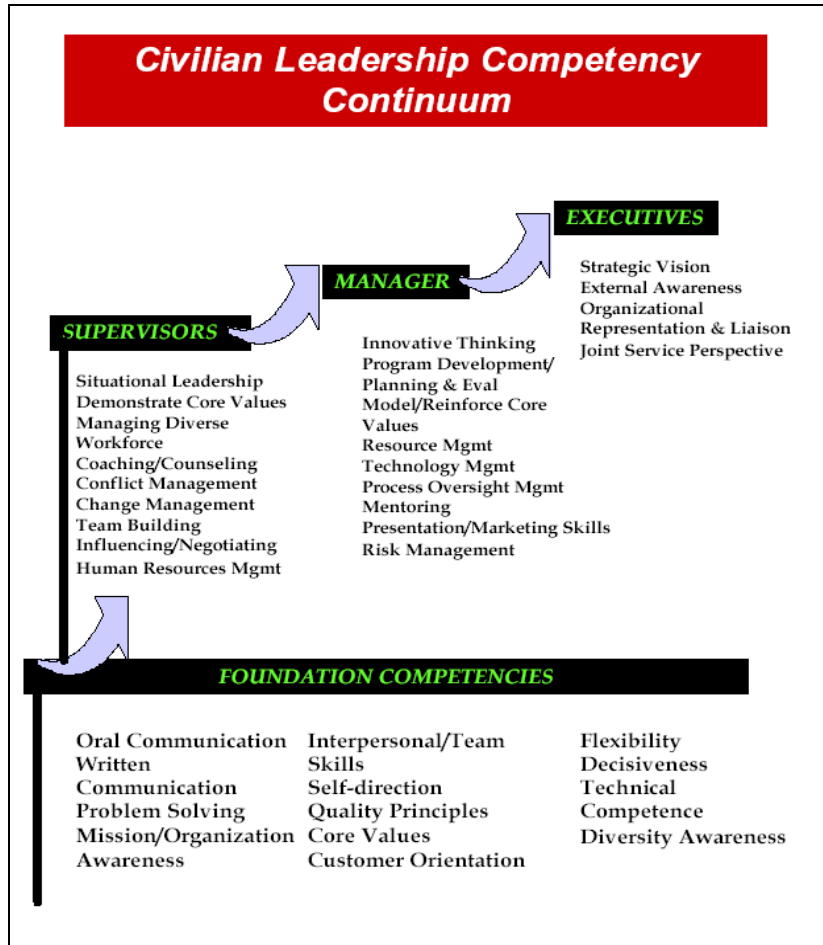 Civilian Leadership Competency
Continuum
EXECUTIVES
Strategic Vision
External Awareness
Organizational
Representation & Liaison
Joint Service Perspective
MANAGER
Innovative Thinking
Program Development/
Planning & Eval
Model/Reinforce Core
Values
Resource Mgmt
Technology Mgmt
Process Oversight Mgmt
Mentoring
Presentation/Marketing Skills
Risk Management
SUPERVISORS
Situational Leadership
Demonstrate Core Values
Managing Diverse
Workforce
Coaching/Counseling
Conflict Management
Change Management
Team Building
Influencing/Negotiating
Human Resources Mgmt
FOUNDATION COMPETENCIES
Oral Communication
Written
Communication
Problem Solving
Mission/Organization
Awareness
Interpersonal/Team
Skills
Self-direction
Quality Principles
Core Values
Customer Orientation
Flexibility
Decisiveness
Technical
Competence
Diversity Awareness